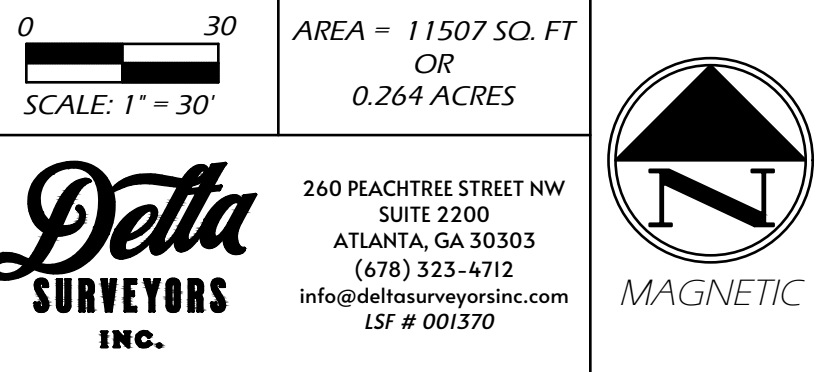 0 30
SCALE: 1" = 30'
AREA = 11507 SQ. FT
OR
0.264 ACRES
Delta
SURVEYORS
INC.
260 PEACHTREE STREET NW
SUITE 2200
ATLANTA, GA 30303
(678) 323-4712
info@deltasurveyorsinc.com
LSF # 001370
N
MAGNETIC